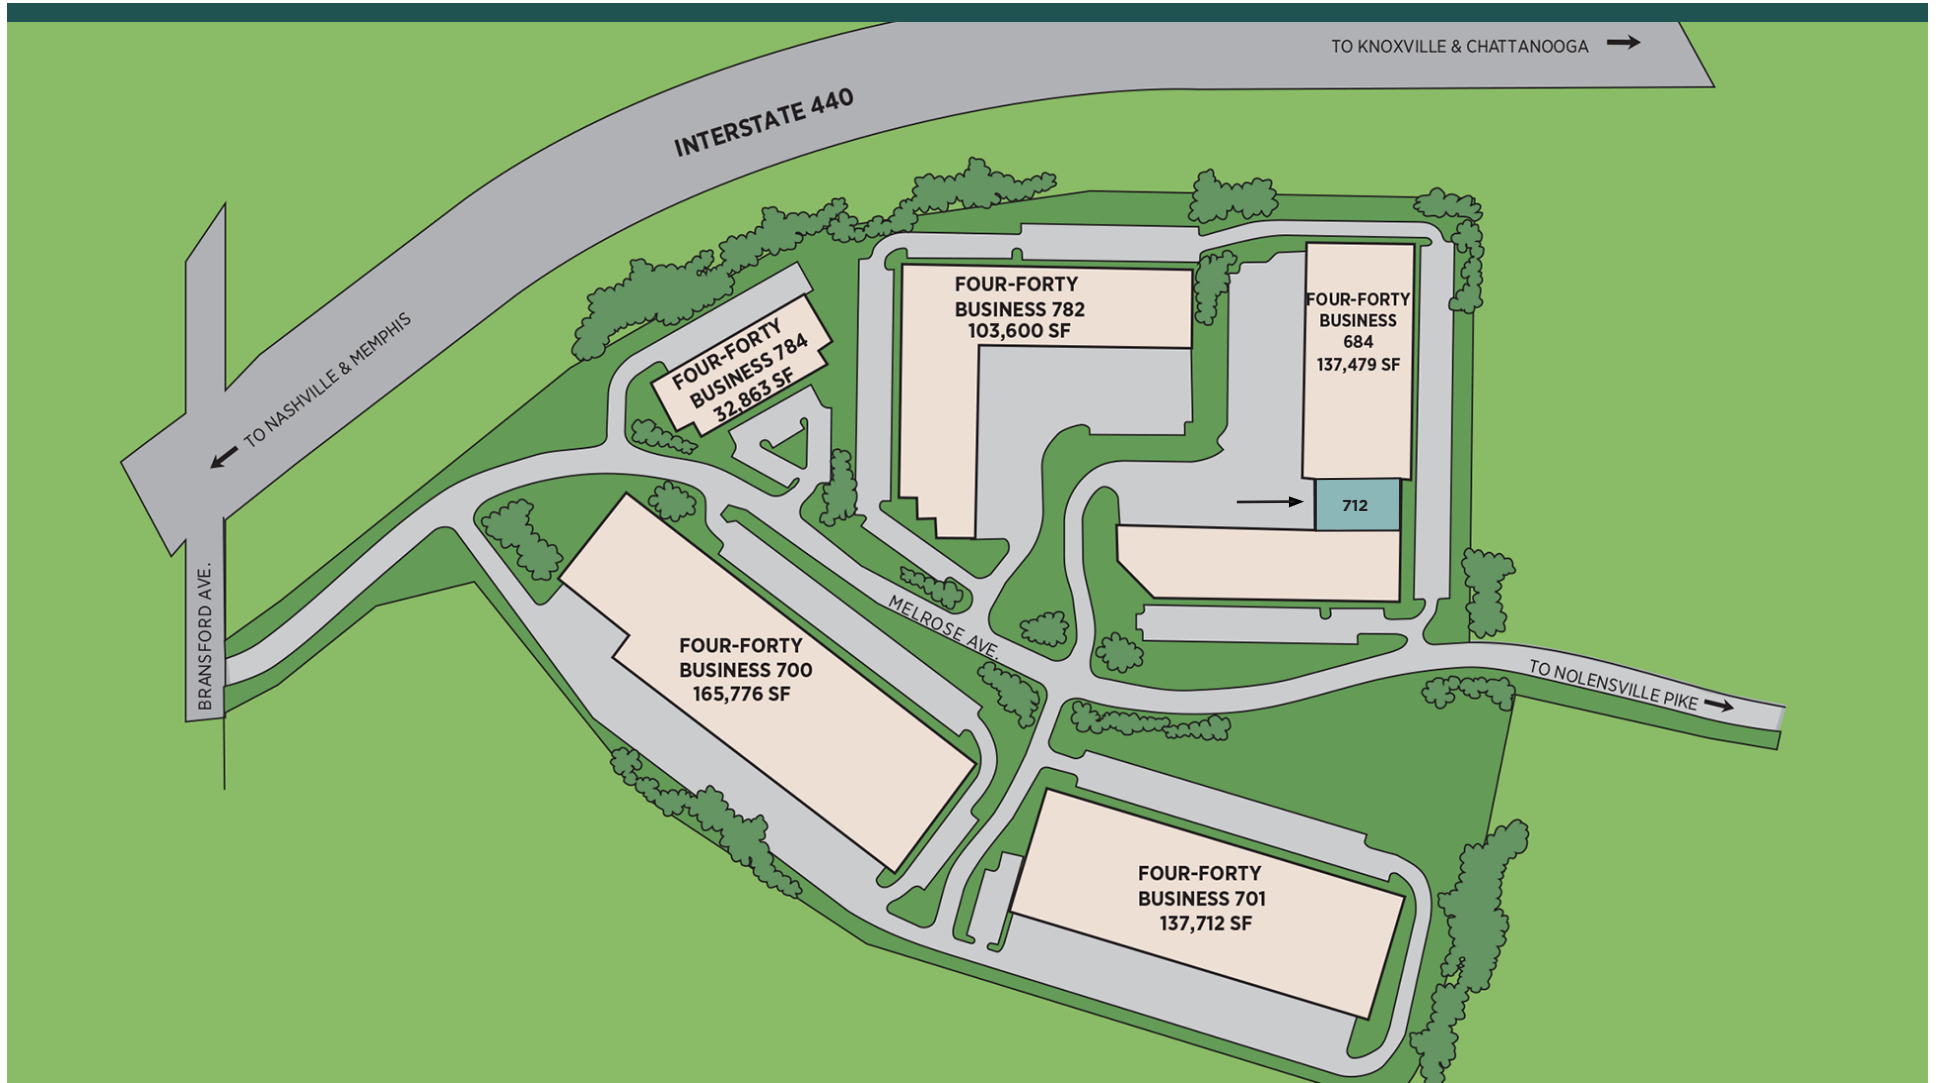 TO KNOXVILLE & CHATTANOOGA
INTERSTATE 440
TO NASHVILLE & MEMPHIS
FOUR-FORTY
BUSINESS 782
103,600 SF
FOUR-FORTY
BUSINESS
684
137,479 SF
FOUR-FORTY
BUSINESS 784
32,863 SF
712
BRANSFORD AVE.
MELROSE AVE.
FOUR-FORTY
BUSINESS 700
165,776 SF
TO NOLENSVILLE PIKE
FOUR-FORTY
BUSINESS 701
137,712 SF